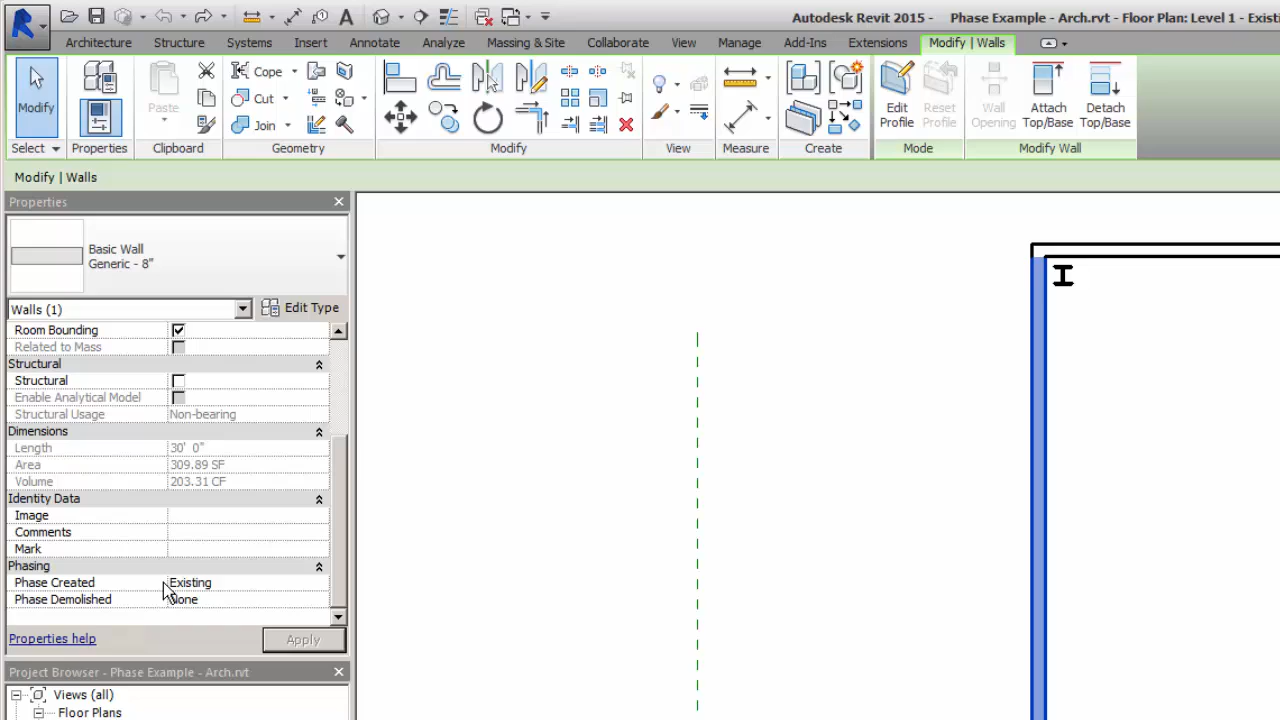 Autodesk Revit 2015 - Phase Example - Arch.rvt - Floor Plan: Level 1 - Existi
Architecture Structure Systems Insert Annotate Analyze Massing & Site Collaborate View Manage Add-Ins Extensions Modify | Walls
Modify Paste Cope Cut Join Edit Profile Reset Profile Wall Opening Attach Top/Base Detach Top/Base
Select Properties Clipboard Geometry Modify View Measure Create Mode Modify Wall
Modify | Walls
Properties
Basic Wall
Generic - 8"
Walls (1) Edit Type
Room Bounding
Related to Mass
Structural
Structural
Enable Analytical Model
Structural Usage Non-bearing
Dimensions
Length 30' 0"
Area 309.89 SF
Volume 203.31 CF
Identity Data
Image
Comments
Mark
Phasing
Phase Created Existing
Phase Demolished None
Properties help Apply
Project Browser - Phase Example - Arch.rvt
Views (all)
Floor Plans